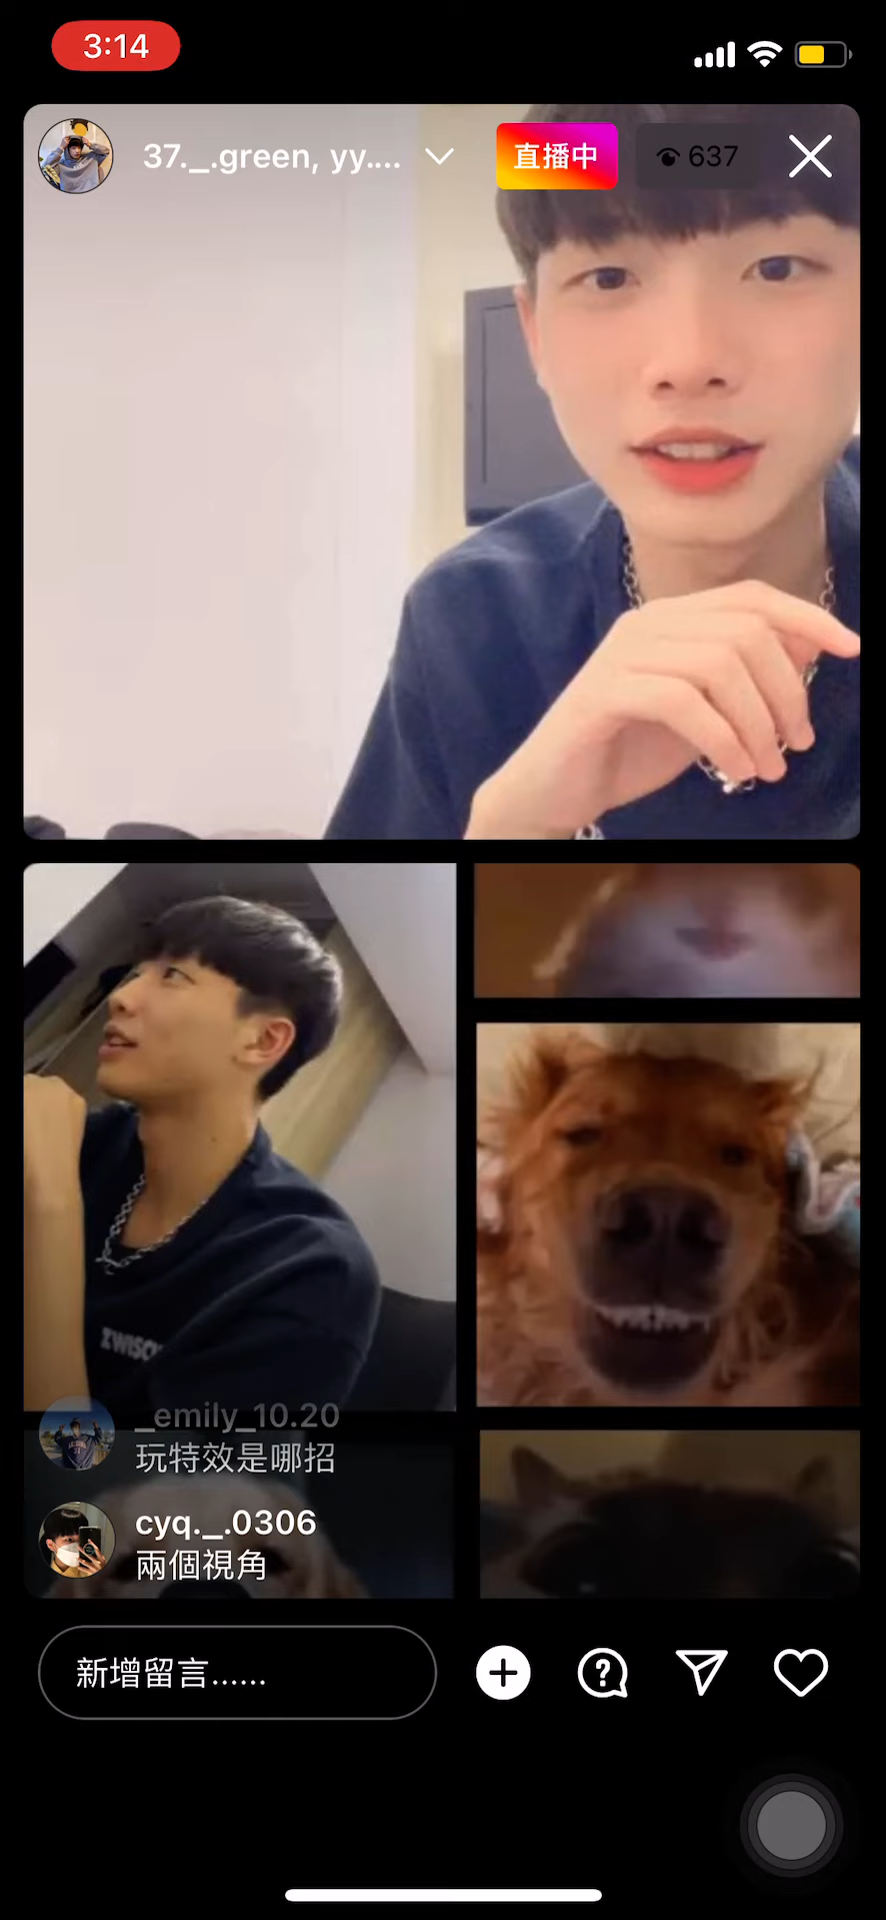 3:14
37._.green, yy....
直播中
637
_emily_10.20
玩特效是哪招
cyq._.0306
兩個視角
新增留言......